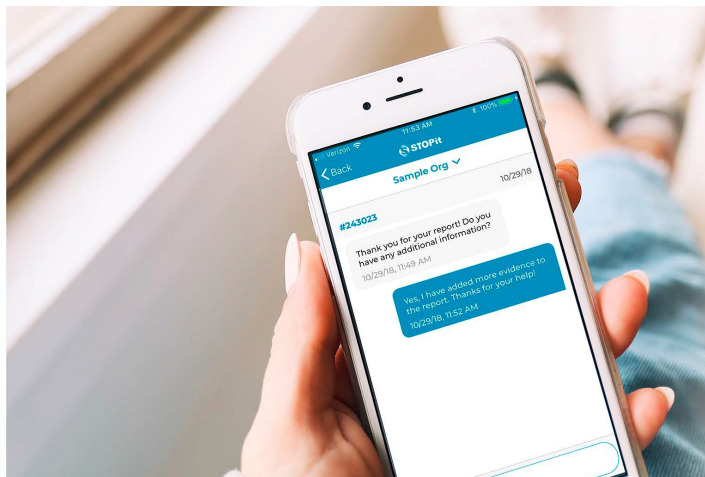 Verizon 11:53 AM 100%
STOPit
Back
Sample Org
10/29/18
#243023
Thank you for your report! Do you
have any additional information?
10/29/18, 11:49 AM
Yes, I have added more evidence to
the report. Thanks for your help!
10/29/18, 11:52 AM